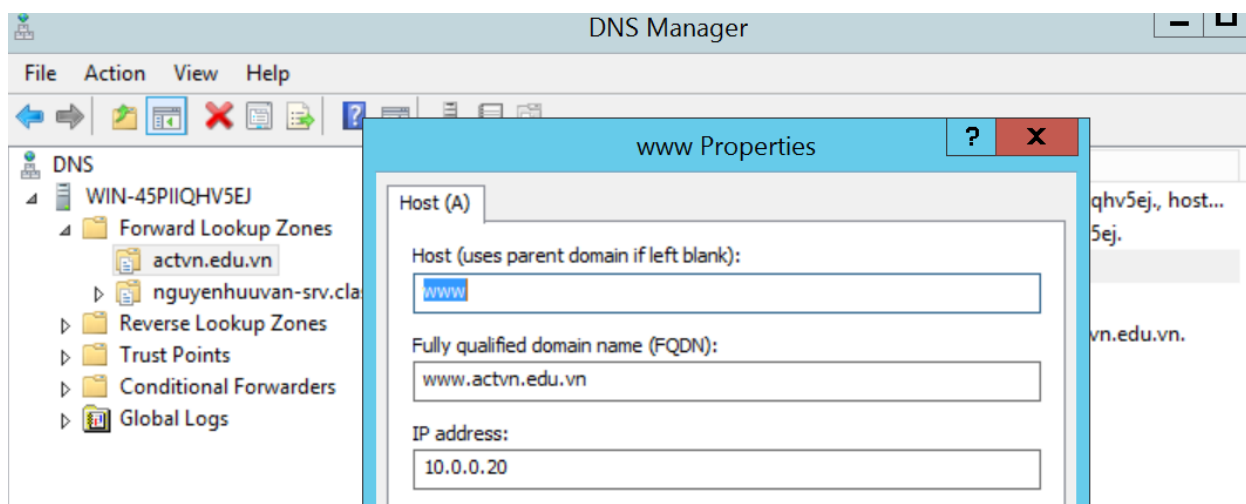 DNS Manager
File Action View Help
www Properties
DNS
WIN-45PIIQHV5EJ
Forward Lookup Zones
actvn.edu.vn
nguyenhuuvan-srv.cla
Reverse Lookup Zones
Trust Points
Conditional Forwarders
Global Logs
Host (A)
Host (uses parent domain if left blank):
www
Fully qualified domain name (FQDN):
www.actvn.edu.vn
IP address:
10.0.0.20
qhv5ej., host...
5ej.
vn.edu.vn.